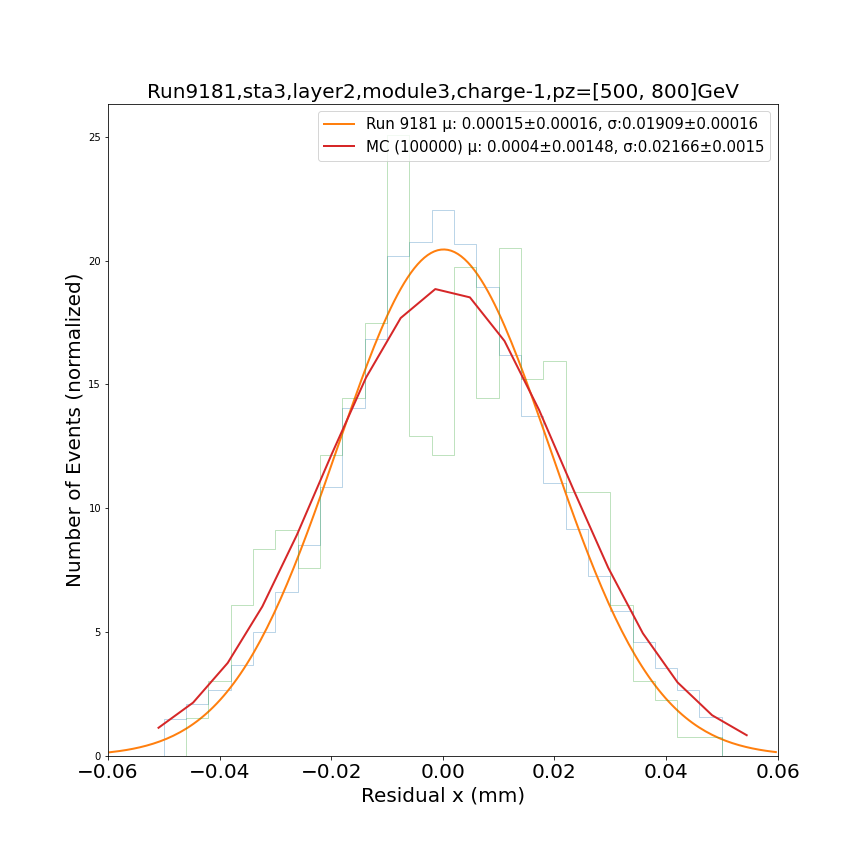 Run9181,sta3,layer2,module3,charge-1,pz=[500, 800]GeV
Run 9181 μ: 0.00015±0.00016, σ:0.01909±0.00016
MC (100000) μ: 0.0004±0.00148, σ:0.02166±0.0015
Number of Events (normalized)
25
20
15
10
5
0
−0.06 −0.04 −0.02 0.00 0.02 0.04 0.06
Residual x (mm)